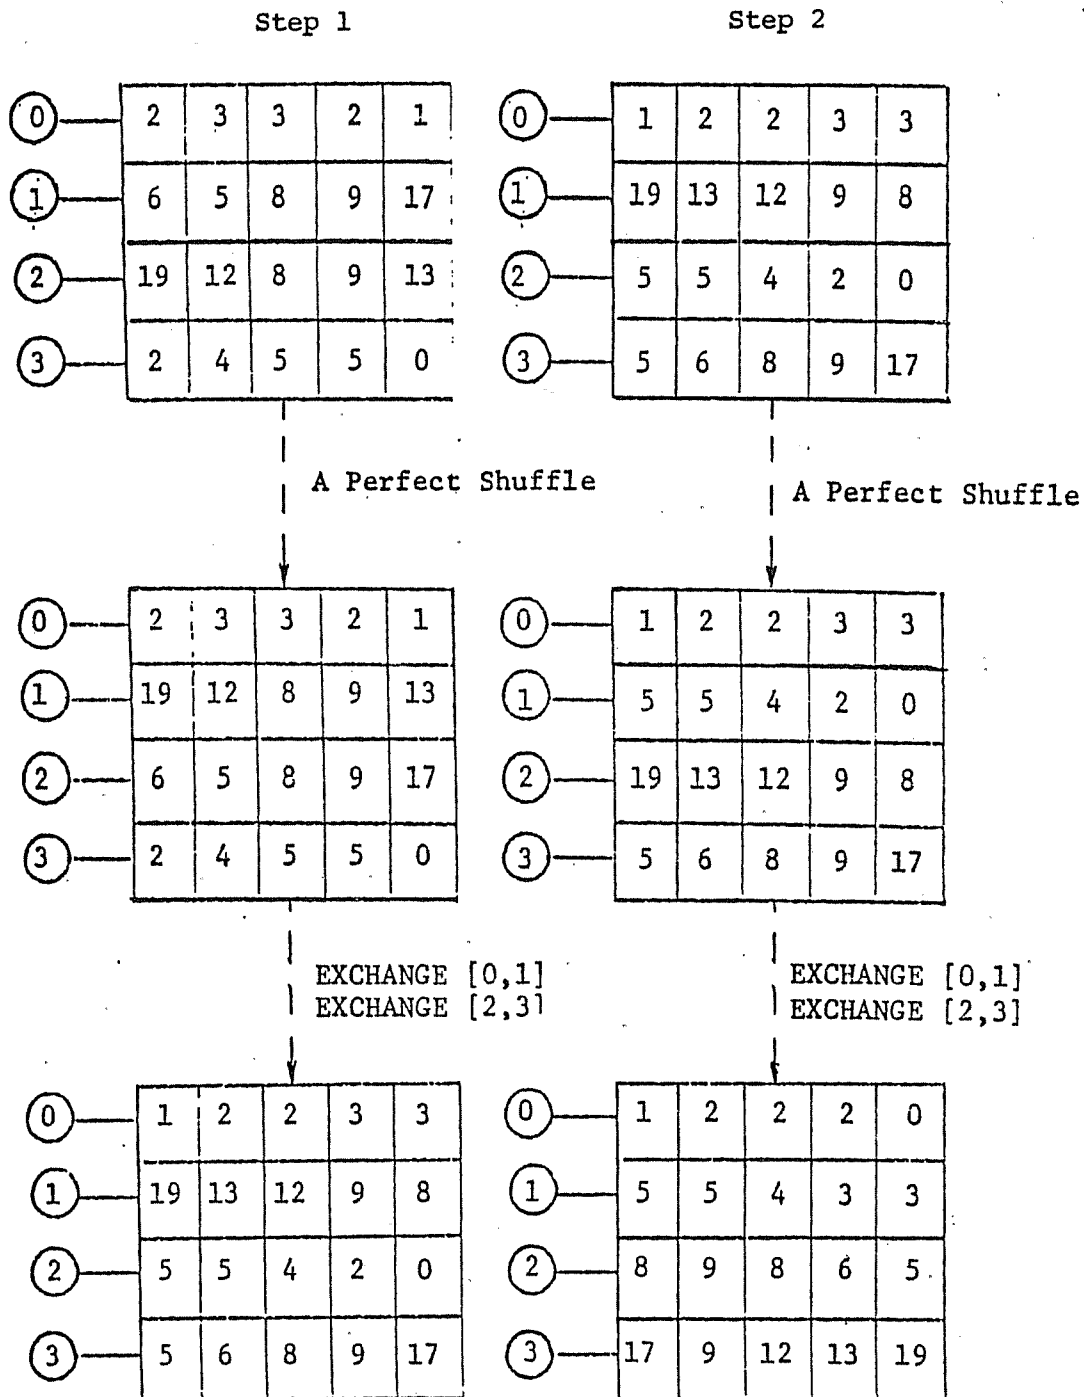 Step 1 Step 2
0 2 3 3 2 1 0 1 2 2 3 3
1 6 5 8 9 17 1 19 13 12 9 8
2 19 12 8 9 13 2 5 5 4 2 0
3 2 4 5 5 0 3 5 6 8 9 17
A Perfect Shuffle A Perfect Shuffle
0 2 3 3 2 1 0 1 2 2 3 3
1 19 12 8 9 13 1 5 5 4 2 0
2 6 5 8 9 17 2 19 13 12 9 8
3 2 4 5 5 0 3 5 6 8 9 17
EXCHANGE [0,1] EXCHANGE [0,1]
EXCHANGE [2,3] EXCHANGE [2,3]
0 1 2 2 3 3 0 1 2 2 2 0
1 19 13 12 9 8 1 5 5 4 3 3
2 5 5 4 2 0 2 8 9 8 6 5
3 5 6 8 9 17 3 17 9 12 13 19